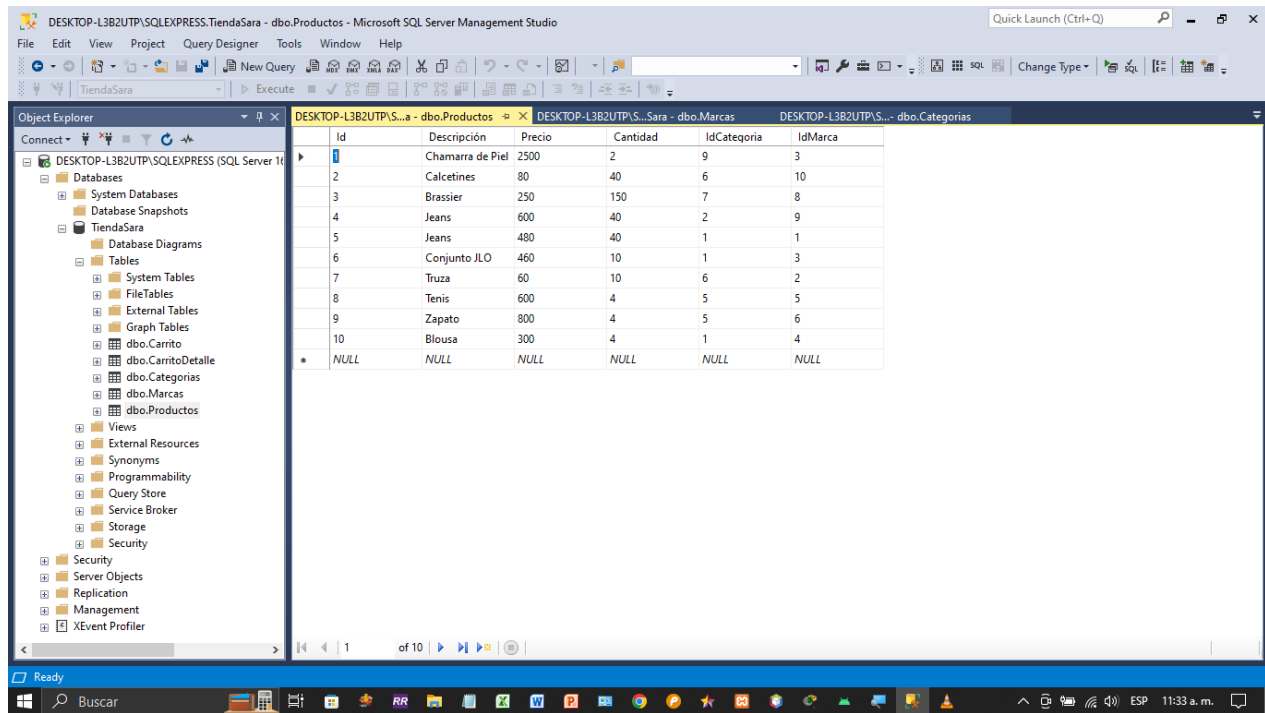 DESKTOP-L3B2UTP\SQLEXPRESS.TiendaSara - dbo.Productos - Microsoft SQL Server Management Studio
Quick Launch (Ctrl+Q)
File Edit View Project Query Designer Tools Window Help
New Query MDX DMX XMLA DAX SQL Change Type
TiendaSara Execute
Object Explorer
DESKTOP-L3B2UTP\S...a - dbo.Productos DESKTOP-L3B2UTP\S...Sara - dbo.Marcas DESKTOP-L3B2UTP\S...- dbo.Categorias
Connect
DESKTOP-L3B2UTP\SQLEXPRESS (SQL Server 16
Databases
System Databases
Database Snapshots
TiendaSara
Database Diagrams
Tables
System Tables
FileTables
External Tables
Graph Tables
dbo.Carrito
dbo.CarritoDetalle
dbo.Categorias
dbo.Marcas
dbo.Productos
Views
External Resources
Synonyms
Programmability
Query Store
Service Broker
Storage
Security
Security
Server Objects
Replication
Management
XEvent Profiler
Id Descripción Precio Cantidad IdCategoria IdMarca
1 Chamarra de Piel 2500 2 9 3
2 Calcetines 80 40 6 10
3 Brassier 250 150 7 8
4 Jeans 600 40 2 9
5 Jeans 480 40 1 1
6 Conjunto JLO 460 10 1 3
7 Truza 60 10 6 2
8 Tenis 600 4 5 5
9 Zapato 800 4 5 6
10 Blousa 300 4 1 4
NULL NULL NULL NULL NULL NULL
1 of 10
Ready
Buscar
RR
ESP 11:33 a. m.